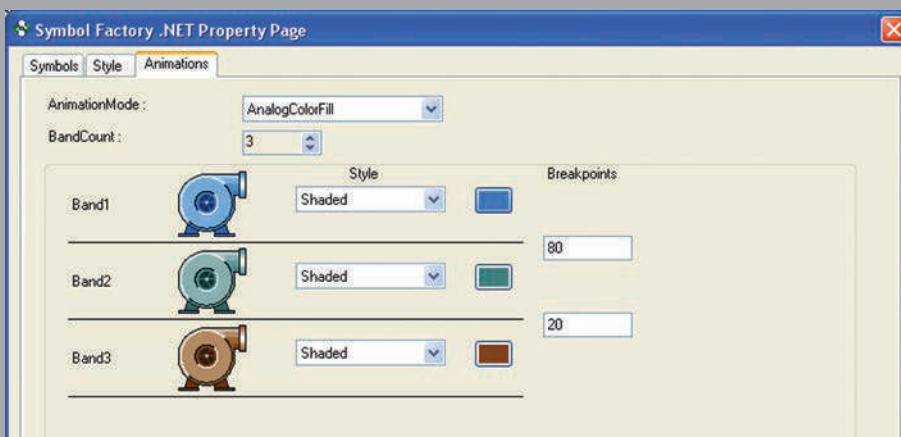 Symbol Factory .NET Property Page
Symbols Style Animations
AnimationMode : AnalogColorFill
BandCount : 3
Style Breakpoints
Band1 Shaded
80
Band2 Shaded
20
Band3 Shaded